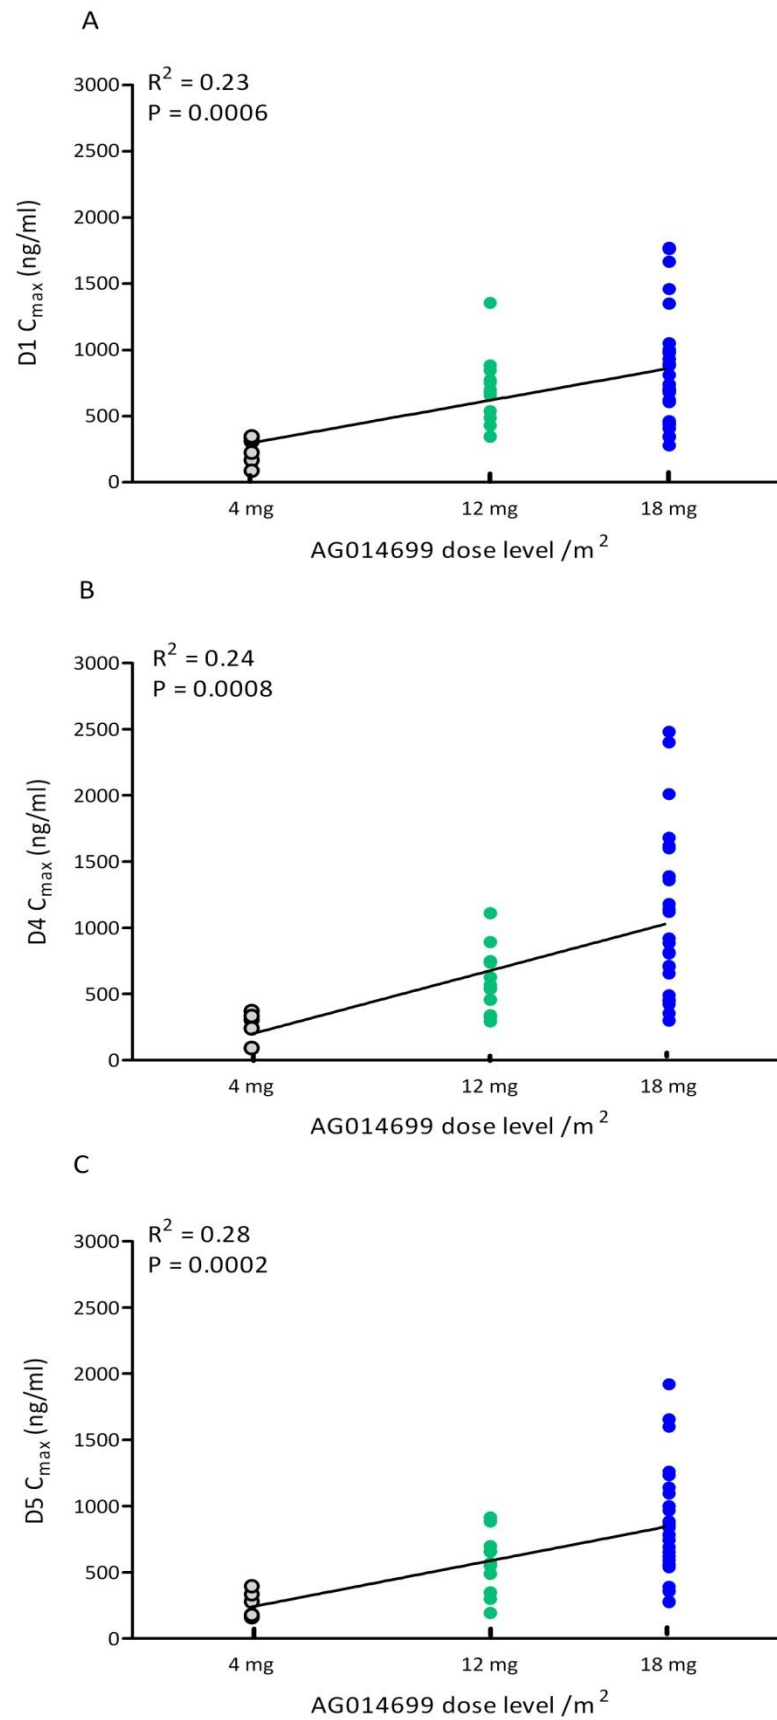 A
R² = 0.23
P = 0.0006
3000
2500
2000
1500
1000
500
0
D1 Cmax (ng/ml)
4 mg 12 mg 18 mg
AG014699 dose level /m²
B
R² = 0.24
P = 0.0008
3000
2500
2000
1500
1000
500
0
D4 Cmax (ng/ml)
4 mg 12 mg 18 mg
AG014699 dose level /m²
C
R² = 0.28
P = 0.0002
3000
2500
2000
1500
1000
500
0
D5 Cmax (ng/ml)
4 mg 12 mg 18 mg
AG014699 dose level /m²